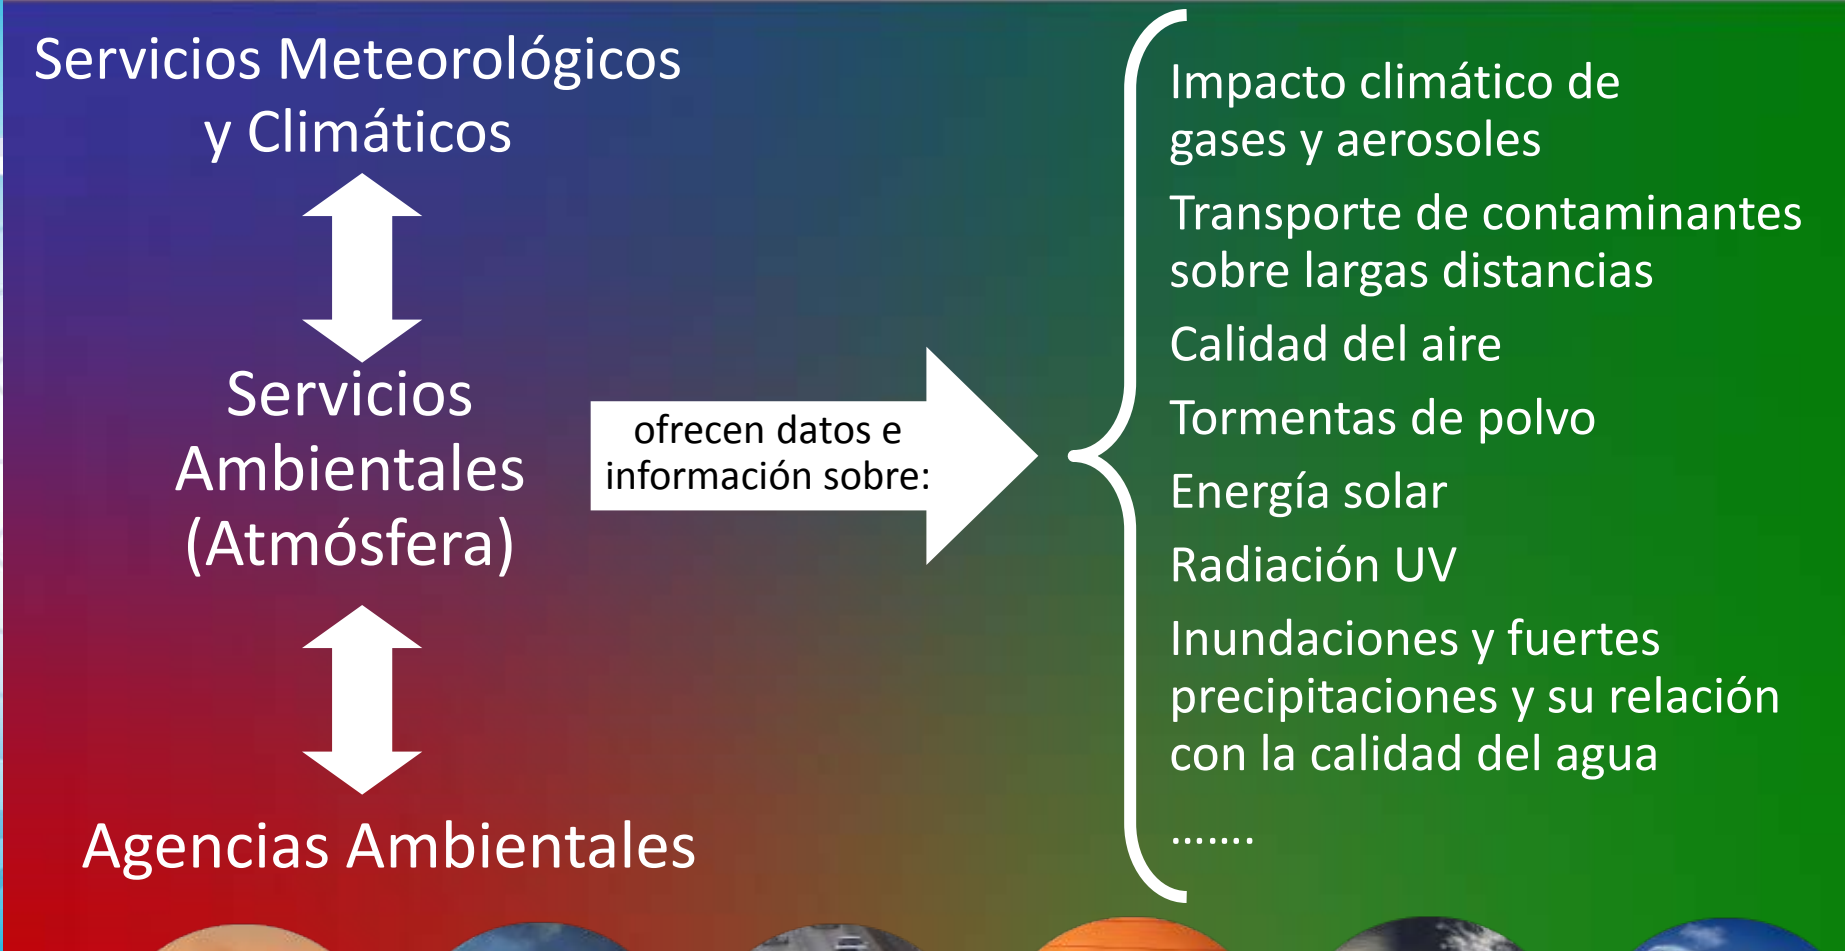 Servicios Meteorológicos
y Climáticos
Servicios
Ambientales
(Atmósfera)
Agencias Ambientales
ofrecen datos e
información sobre:
Impacto climático de
gases y aerosoles
Transporte de contaminantes
sobre largas distancias
Calidad del aire
Tormentas de polvo
Energía solar
Radiación UV
Inundaciones y fuertes
precipitaciones y su relación
con la calidad del agua
.......